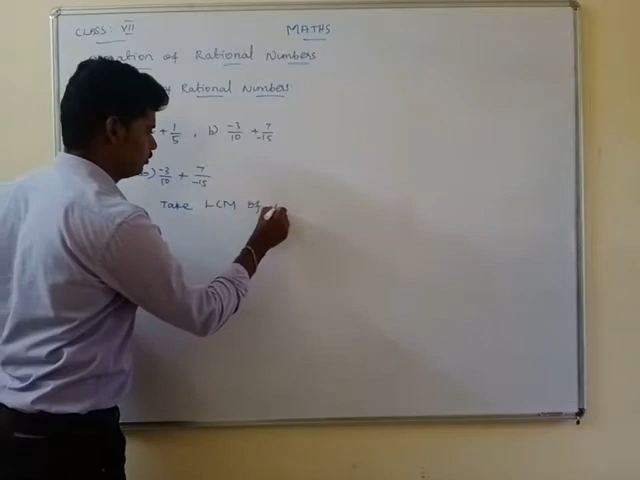 CLASS: VII
MATHS
of Rational Numbers
of Rational Numbers
+ 1/5 , b) -3/10 + 7/-15
-3/10 + 7/-15
Take LCM Of